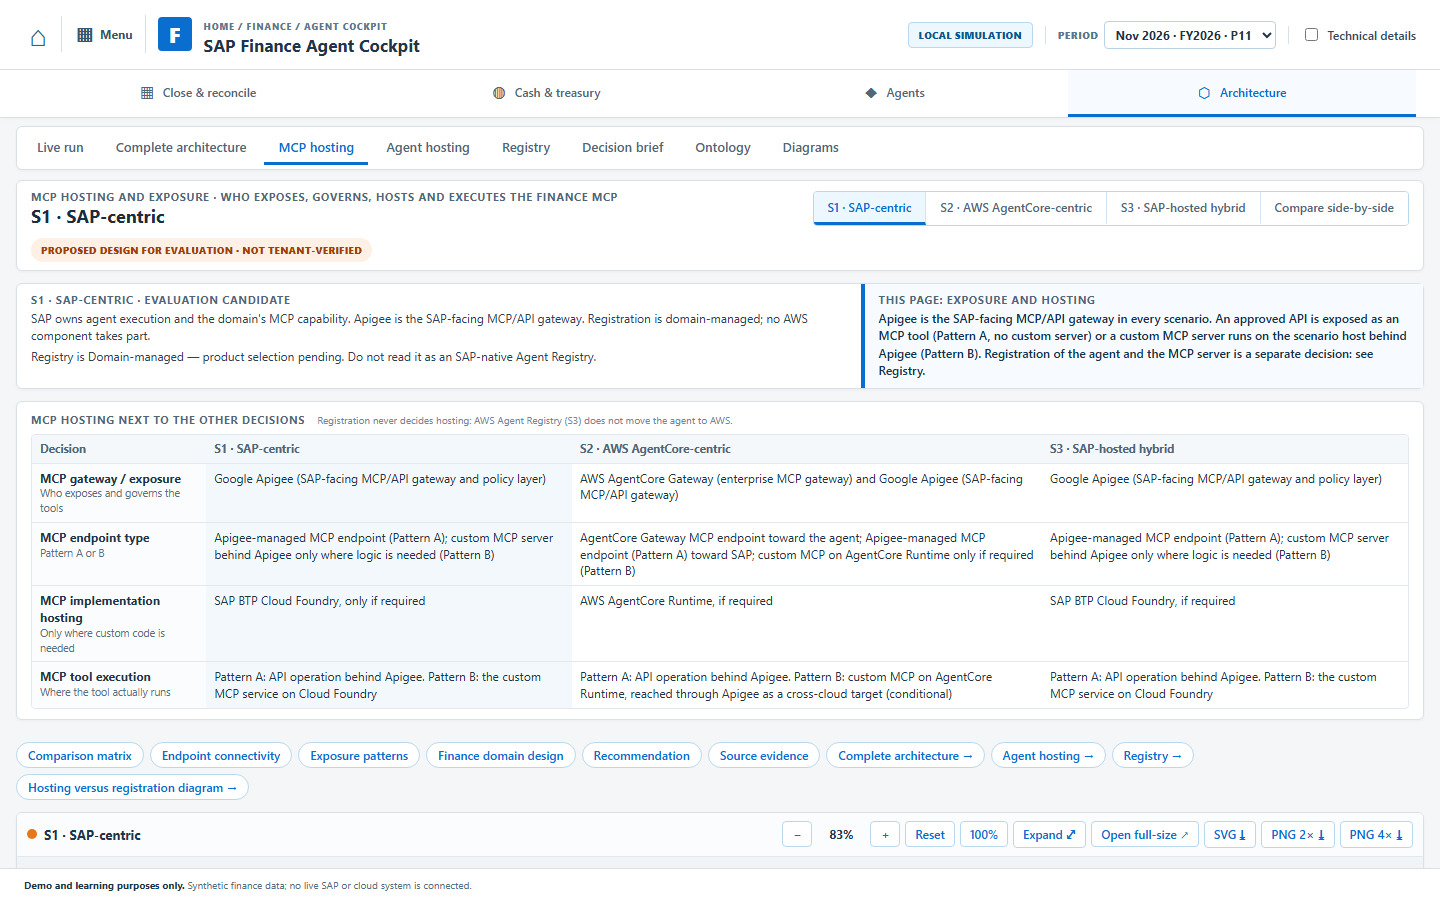 Menu
F
HOME / FINANCE / AGENT COCKPIT
SAP Finance Agent Cockpit
LOCAL SIMULATION
PERIOD
Nov 2026 · FY2026 · P11
Technical details
Close & reconcile
Cash & treasury
Agents
Architecture
Live run
Complete architecture
MCP hosting
Agent hosting
Registry
Decision brief
Ontology
Diagrams
MCP HOSTING AND EXPOSURE · WHO EXPOSES, GOVERNS, HOSTS AND EXECUTES THE FINANCE MCP
S1 · SAP-centric
PROPOSED DESIGN FOR EVALUATION · NOT TENANT-VERIFIED
S1 · SAP-centric
S2 · AWS AgentCore-centric
S3 · SAP-hosted hybrid
Compare side-by-side
S1 · SAP-CENTRIC · EVALUATION CANDIDATE
SAP owns agent execution and the domain's MCP capability. Apigee is the SAP-facing MCP/API gateway. Registration is domain-managed; no AWS
component takes part.
Registry is Domain-managed — product selection pending. Do not read it as an SAP-native Agent Registry.
THIS PAGE: EXPOSURE AND HOSTING
Apigee is the SAP-facing MCP/API gateway in every scenario. An approved API is exposed as an
MCP tool (Pattern A, no custom server) or a custom MCP server runs on the scenario host behind
Apigee (Pattern B). Registration of the agent and the MCP server is a separate decision: see
Registry.
MCP HOSTING NEXT TO THE OTHER DECISIONS
Registration never decides hosting: AWS Agent Registry (S3) does not move the agent to AWS.
Decision
S1 · SAP-centric
S2 · AWS AgentCore-centric
S3 · SAP-hosted hybrid
MCP gateway / exposure
Who exposes and governs the
tools
Google Apigee (SAP-facing MCP/API gateway and policy layer)
AWS AgentCore Gateway (enterprise MCP gateway) and Google Apigee (SAP-facing
MCP/API gateway)
Google Apigee (SAP-facing MCP/API gateway and policy layer)
MCP endpoint type
Pattern A or B
Apigee-managed MCP endpoint (Pattern A); custom MCP server
behind Apigee only where logic is needed (Pattern B)
AgentCore Gateway MCP endpoint toward the agent; Apigee-managed MCP
endpoint (Pattern A) toward SAP; custom MCP on AgentCore Runtime only if required
(Pattern B)
Apigee-managed MCP endpoint (Pattern A); custom MCP server
behind Apigee only where logic is needed (Pattern B)
MCP implementation
hosting
Only where custom code is
needed
SAP BTP Cloud Foundry, only if required
AWS AgentCore Runtime, if required
SAP BTP Cloud Foundry, if required
MCP tool execution
Where the tool actually runs
Pattern A: API operation behind Apigee. Pattern B: the custom
MCP service on Cloud Foundry
Pattern A: API operation behind Apigee. Pattern B: custom MCP on AgentCore
Runtime, reached through Apigee as a cross-cloud target (conditional)
Pattern A: API operation behind Apigee. Pattern B: the custom
MCP service on Cloud Foundry
Comparison matrix
Endpoint connectivity
Exposure patterns
Finance domain design
Recommendation
Source evidence
Complete architecture →
Agent hosting →
Registry →
Hosting versus registration diagram →
S1 · SAP-centric
−
83%
+
Reset
100%
Expand ⤢
Open full-size ↗
SVG ⤓
PNG 2× ⤓
PNG 4× ⤓
Demo and learning purposes only. Synthetic finance data; no live SAP or cloud system is connected.